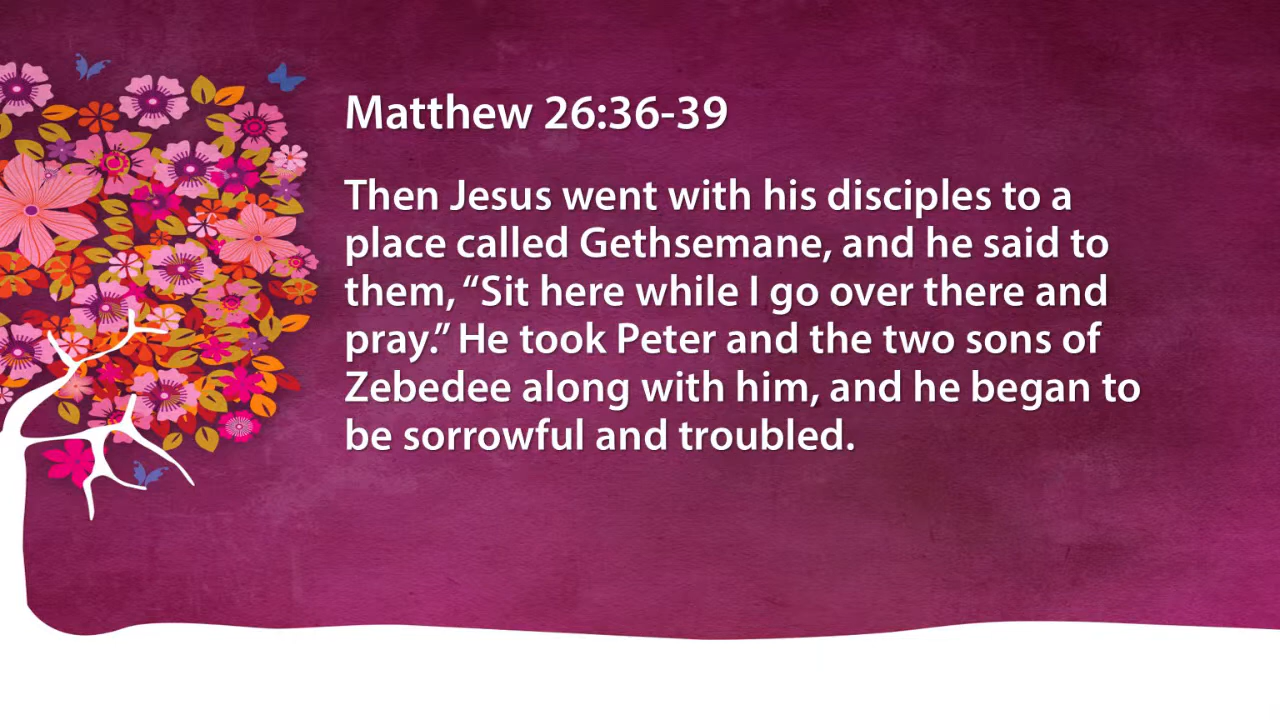 Matthew 26:36-39
Then Jesus went with his disciples to a
place called Gethsemane, and he said to
them, “Sit here while I go over there and
pray.” He took Peter and the two sons of
Zebedee along with him, and he began to
be sorrowful and troubled.